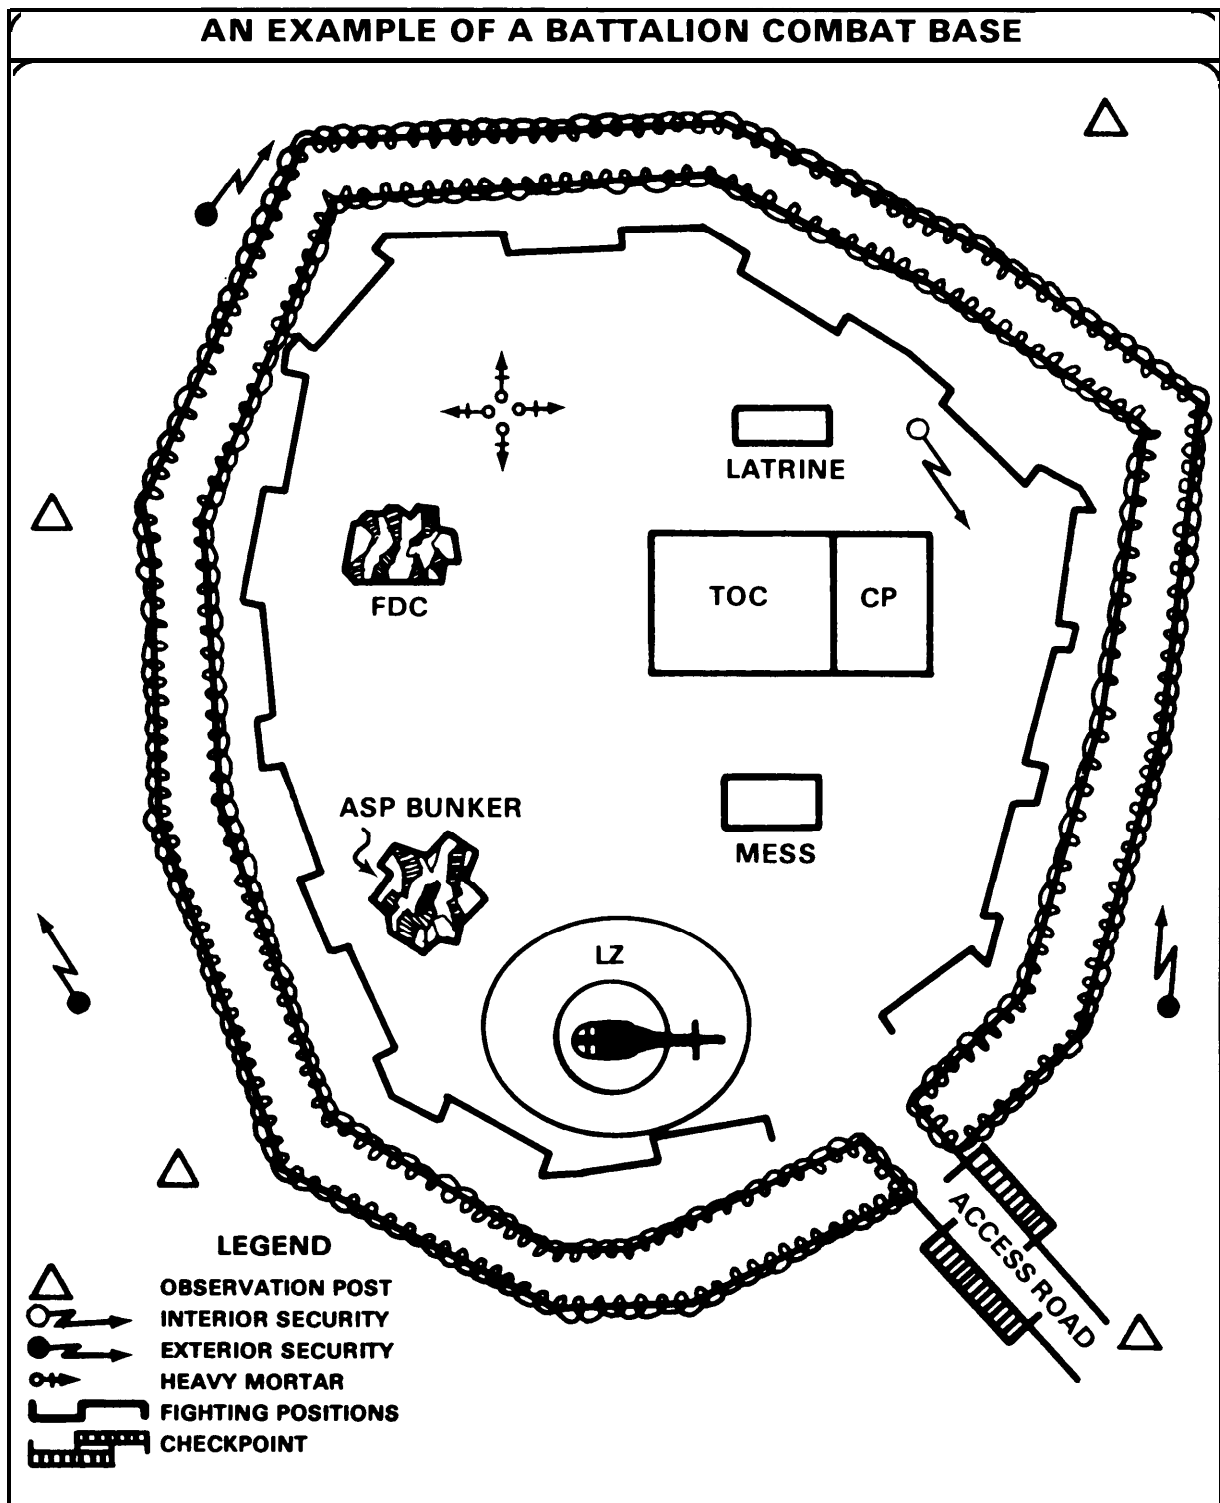 AN EXAMPLE OF A BATTALION COMBAT BASE
LATRINE
FDC
TOC
CP
ASP BUNKER
MESS
LZ
ACCESS ROAD
LEGEND
OBSERVATION POST
INTERIOR SECURITY
EXTERIOR SECURITY
HEAVY MORTAR
FIGHTING POSITIONS
CHECKPOINT